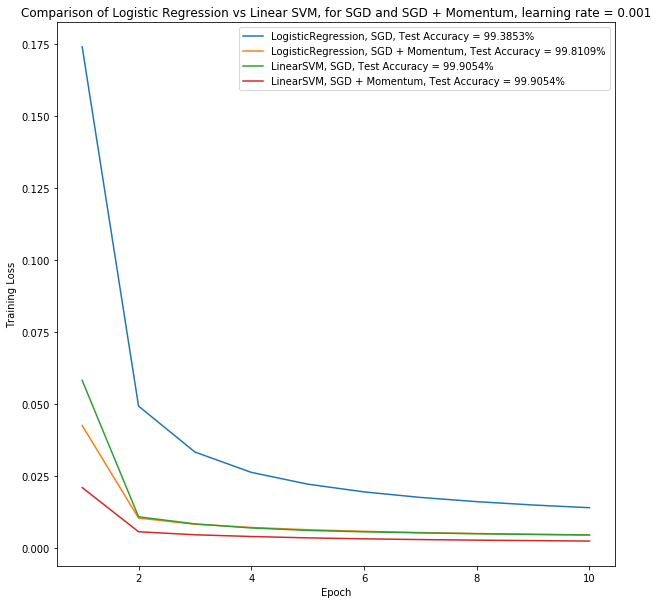 Comparison of Logistic Regression vs Linear SVM, for SGD and SGD + Momentum, learning rate = 0.001
LogisticRegression, SGD, Test Accuracy = 99.3853%
LogisticRegression, SGD + Momentum, Test Accuracy = 99.8109%
LinearSVM, SGD, Test Accuracy = 99.9054%
LinearSVM, SGD + Momentum, Test Accuracy = 99.9054%
Training Loss
0.175
0.150
0.125
0.100
0.075
0.050
0.025
0.000
2 4 6 8 10
Epoch